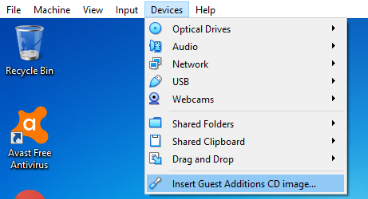 File Machine View Input Devices Help
Optical Drives
Audio
Network
USB
Webcams
Shared Folders
Shared Clipboard
Drag and Drop
Insert Guest Additions CD image...
Recycle Bin
Avast Free
Antivirus